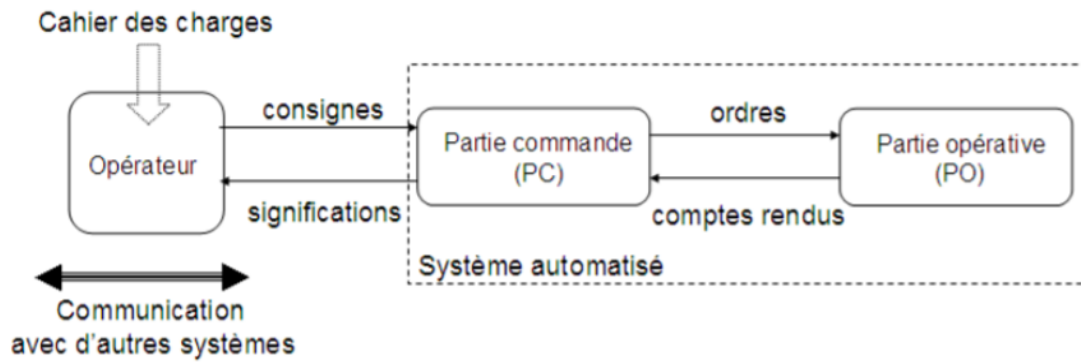 Cahier des charges
consignes
ordres
Opérateur
Partie commande
(PC)
Partie opérative
(PO)
significations
comptes rendus
Système automatisé
Communication
avec d'autres systèmes